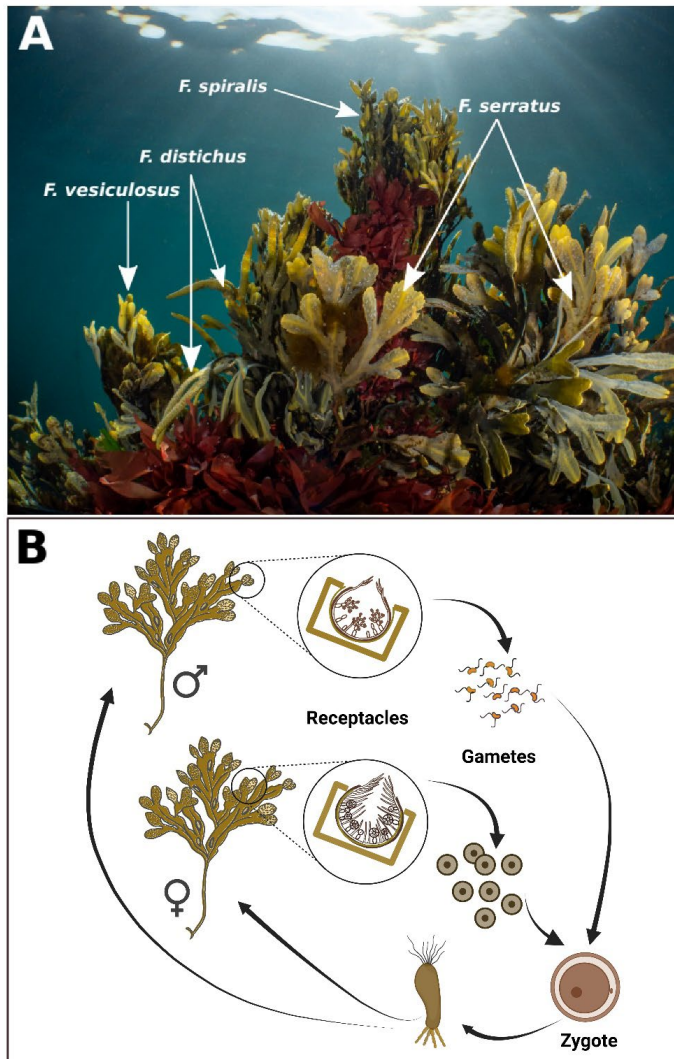 A
F. spiralis
F. serratus
F. distichus
F. vesiculosus
B
Receptacles
Gametes
Zygote